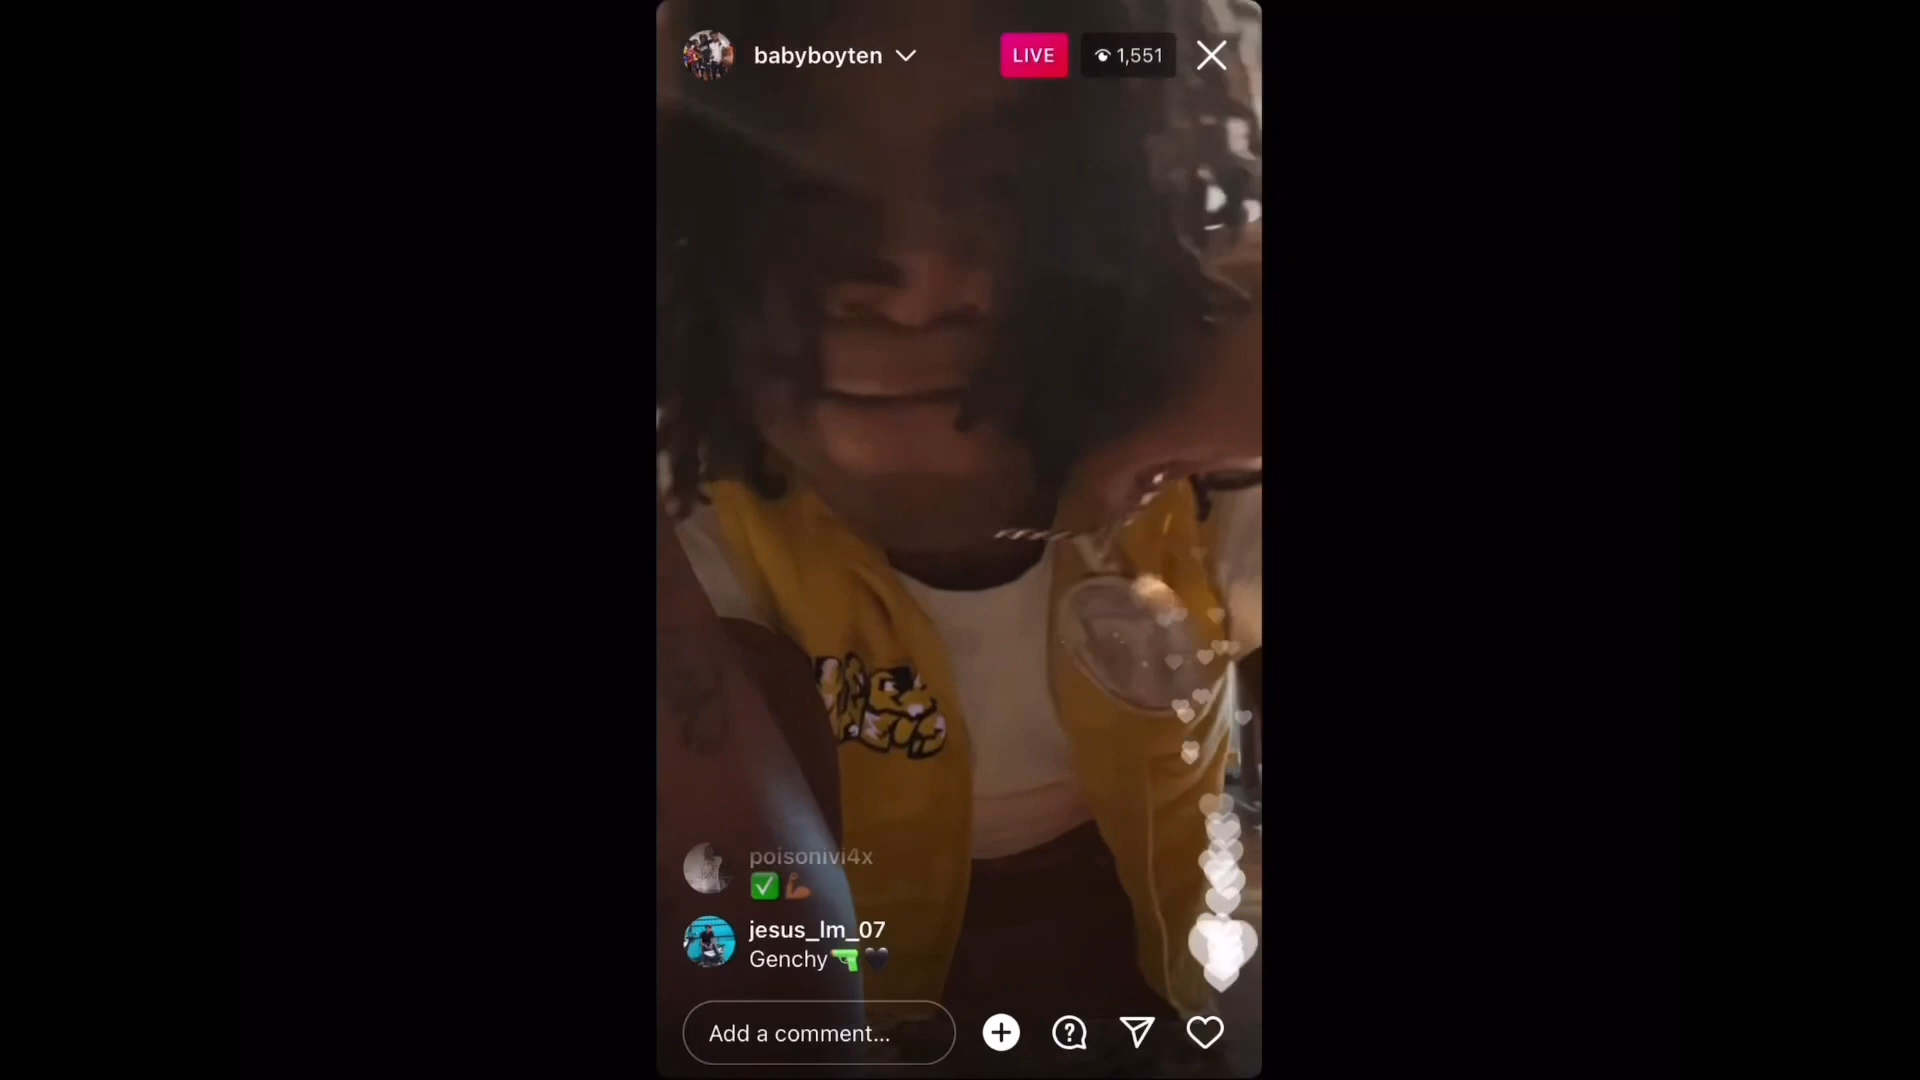 babyboyten
LIVE
1,551
poisonivi4x
✅💪🏾
jesus_lm_07
Genchy🔫🖤
Add a comment...